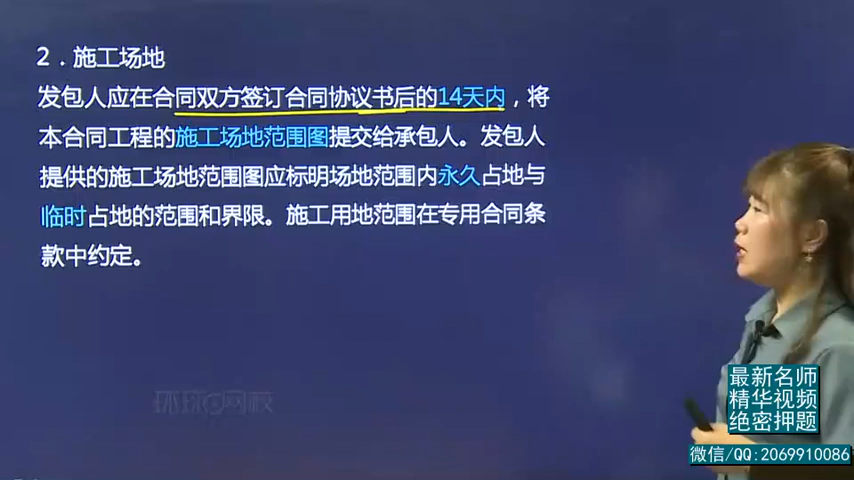 2．施工场地
发包人应在合同双方签订合同协议书后的14天内，将
本合同工程的施工场地范围图提交给承包人。发包人
提供的施工场地范围图应标明场地范围内永久占地与
临时占地的范围和界限。施工用地范围在专用合同条
款中约定。
环球网校
最新名师
精华视频
绝密押题
微信/QQ:2069910086